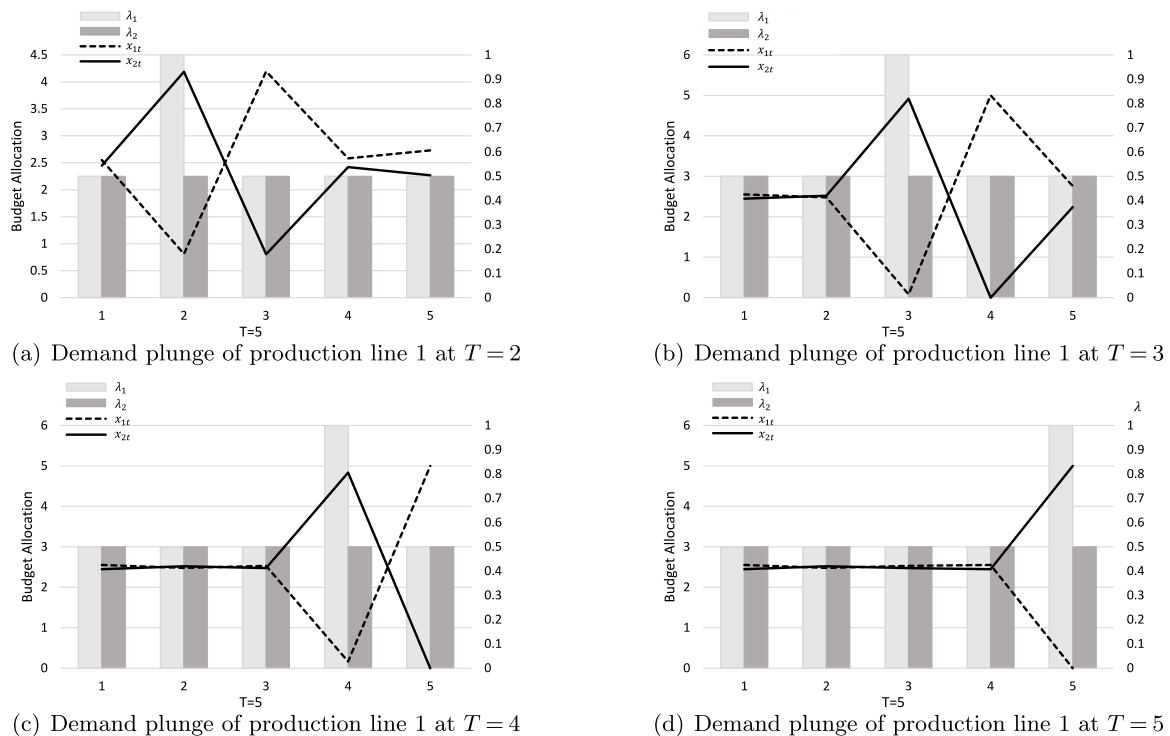 λ₁
λ₂
x₁ₜ
x₂ₜ
4.5
4
3.5
3
2.5
2
1.5
1
0.5
0
Budget Allocation
1
0.9
0.8
0.7
0.6
0.5
0.4
0.3
0.2
0.1
0
1 2 3 4 5
T=5
(a) Demand plunge of production line 1 at T = 2
λ₁
λ₂
x₁ₜ
x₂ₜ
6
5
4
3
2
1
0
Budget Allocation
1
0.9
0.8
0.7
0.6
0.5
0.4
0.3
0.2
0.1
0
1 2 3 4 5
T=5
(b) Demand plunge of production line 1 at T = 3
λ₁
λ₂
x₁ₜ
x₂ₜ
6
5
4
3
2
1
0
Budget Allocation
1
0.9
0.8
0.7
0.6
0.5
0.4
0.3
0.2
0.1
0
1 2 3 4 5
T=5
(c) Demand plunge of production line 1 at T = 4
λ₁
λ₂
x₁ₜ
x₂ₜ
λ
6
5
4
3
2
1
0
Budget Allocation
1
0.9
0.8
0.7
0.6
0.5
0.4
0.3
0.2
0.1
0
1 2 3 4 5
T=5
(d) Demand plunge of production line 1 at T = 5